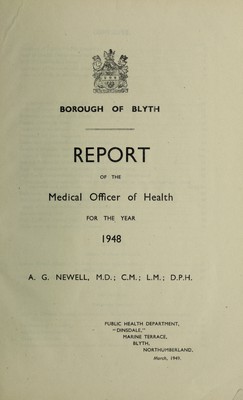 BOROUGH OF BLYTH
REPORT
OF THE
Medical Officer of Health
FOR THE YEAR
1948
A. G. NEWELL, M.D.; C.M.; L.M.; D.P.H.
PUBLIC HEALTH DEPARTMENT,
"DINSDALE,"
MARINE TERRACE,
BLYTH,
NORTHUMBERLAND.
March, 1949.